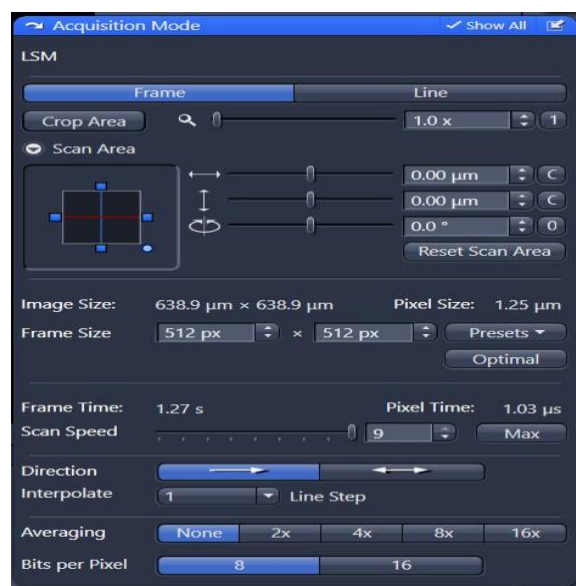 Acquisition Mode Show All
LSM
Frame Line
Crop Area 1.0 x 1
Scan Area
0.00 µm C
0.00 µm C
0.0 ° 0
Reset Scan Area
Image Size: 638.9 µm × 638.9 µm Pixel Size: 1.25 µm
Frame Size 512 px × 512 px Presets
Optimal
Frame Time: 1.27 s Pixel Time: 1.03 µs
Scan Speed 9 Max
Direction
Interpolate 1 Line Step
Averaging None 2x 4x 8x 16x
Bits per Pixel 8 16